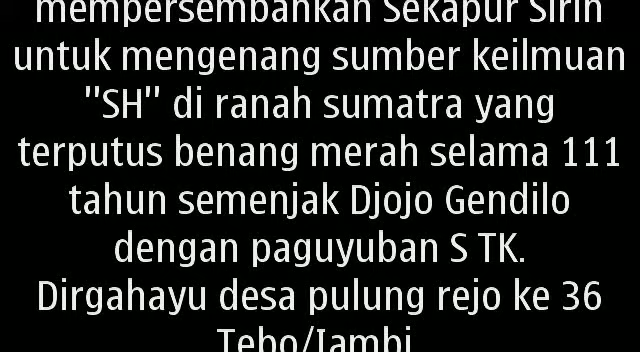 mempersembahkan Sekapur Sirih
untuk mengenang sumber keilmuan
"SH" di ranah sumatra yang
terputus benang merah selama 111
tahun semenjak Djojo Gendilo
dengan paguyuban S TK.
Dirgahayu desa pulung rejo ke 36
Tebo/Jambi